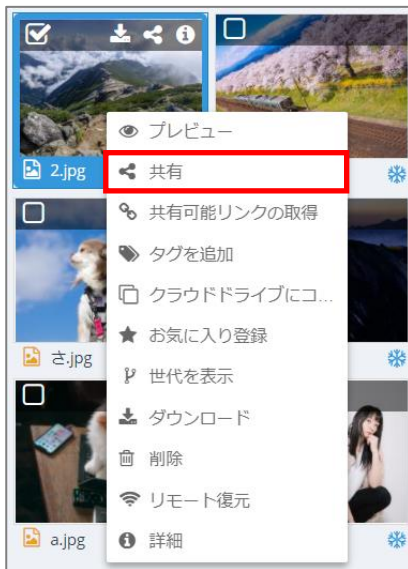 プレビュー
2.jpg
共有
共有可能リンクの取得
タグを追加
クラウドドライブにコ...
お気に入り登録
さ.jpg
世代を表示
ダウンロード
削除
リモート復元
a.jpg
詳細